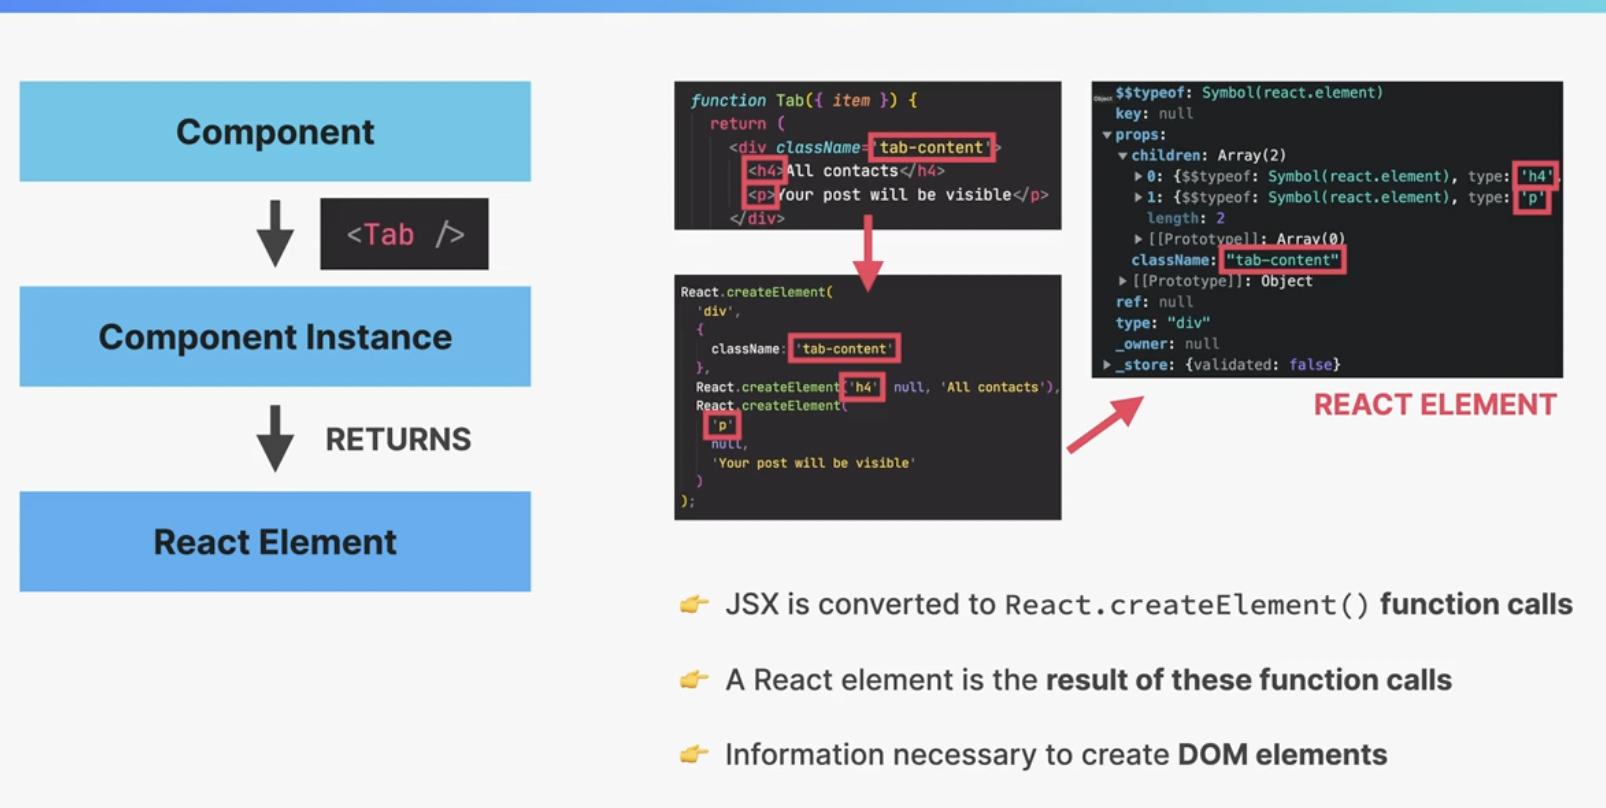 Component
<Tab />
Component Instance
RETURNS
React Element
function Tab({ item }) {
return (
<div className='tab-content'>
<h4>All contacts</h4>
<p>Your post will be visible</p>
</div>
React.createElement(
'div',
{
className: 'tab-content'
},
React.createElement('h4' null, 'All contacts'),
React.createElement(
'p'
null,
'Your post will be visible'
)
);
Object
$$typeof: Symbol(react.element)
key: null
▼props:
▼children: Array(2)
▶0: {$$typeof: Symbol(react.element), type: 'h4',
▶1: {$$typeof: Symbol(react.element), type: 'p'
length: 2
▶[[Prototype]]: Array(0)
className: "tab-content"
▶[[Prototype]]: Object
ref: null
type: "div"
_owner: null
▶_store: {validated: false}
REACT ELEMENT
👉 JSX is converted to React.createElement() function calls
👉 A React element is the result of these function calls
👉 Information necessary to create DOM elements